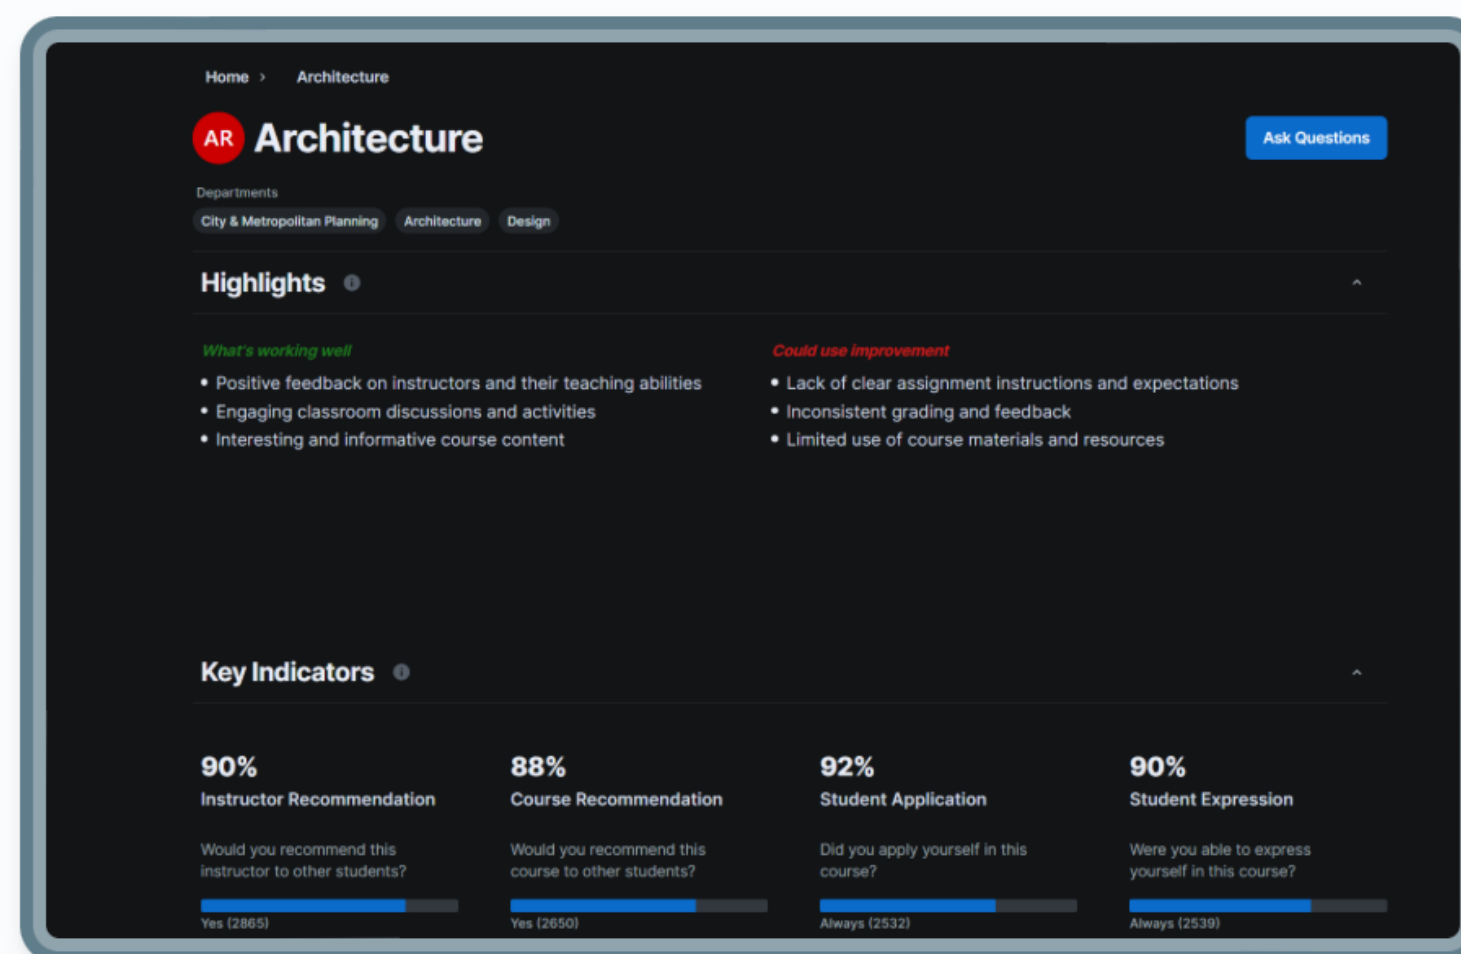 Home > Architecture
AR Architecture
Ask Questions
Departments
City & Metropolitan Planning Architecture Design
Highlights
What's working well
• Positive feedback on instructors and their teaching abilities
• Engaging classroom discussions and activities
• Interesting and informative course content
Could use improvement
• Lack of clear assignment instructions and expectations
• Inconsistent grading and feedback
• Limited use of course materials and resources
Key Indicators
90%
Instructor Recommendation
Would you recommend this
instructor to other students?
Yes (2865)
88%
Course Recommendation
Would you recommend this
course to other students?
Yes (2650)
92%
Student Application
Did you apply yourself in this
course?
Always (2532)
90%
Student Expression
Were you able to express
yourself in this course?
Always (2539)